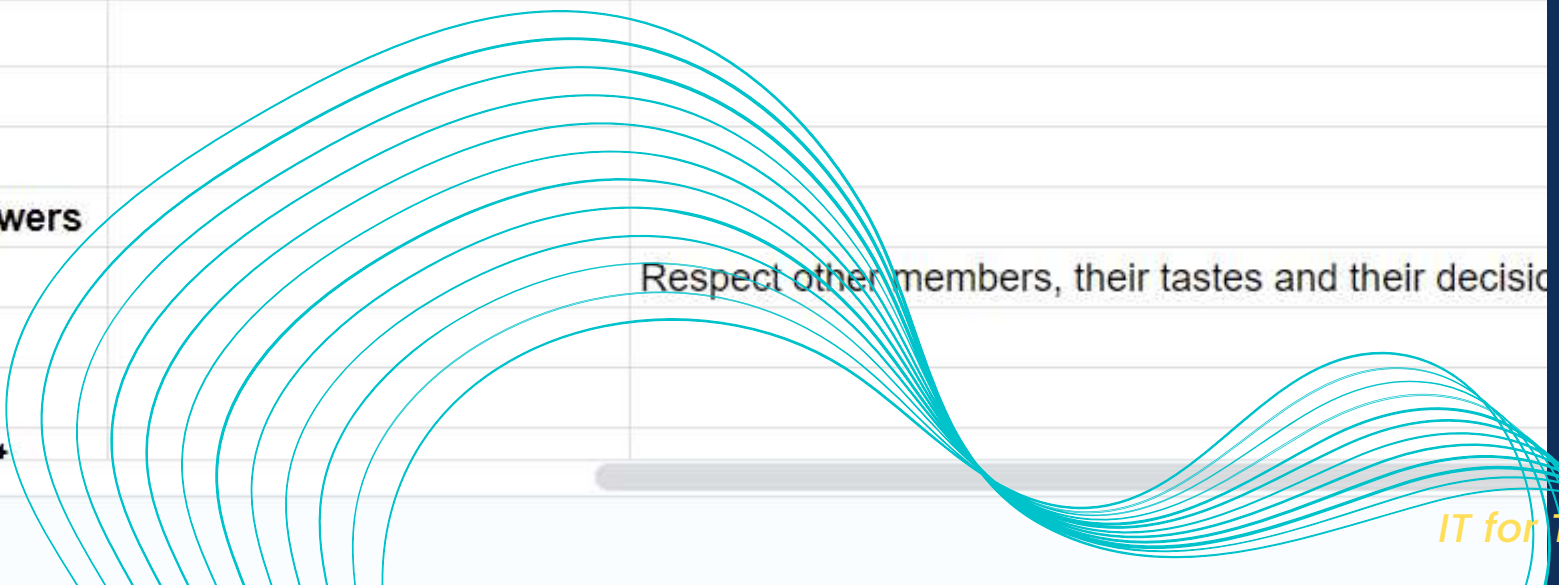 wers
Respect other members, their tastes and their decisio
IT for T